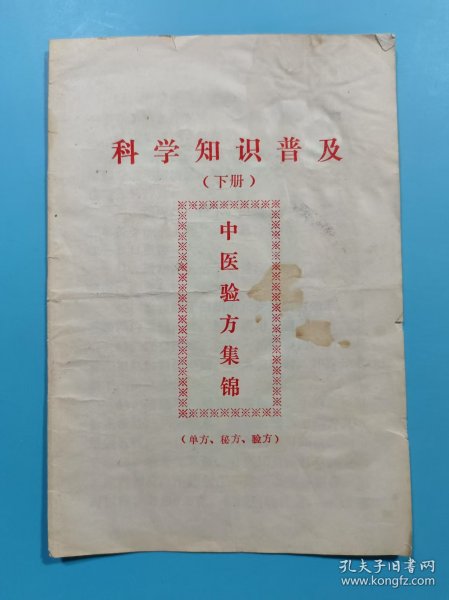 科学知识普及
（下册）
中医验方集锦
（单方、秘方、验方）
孔夫子旧书网
www.kongfz.com